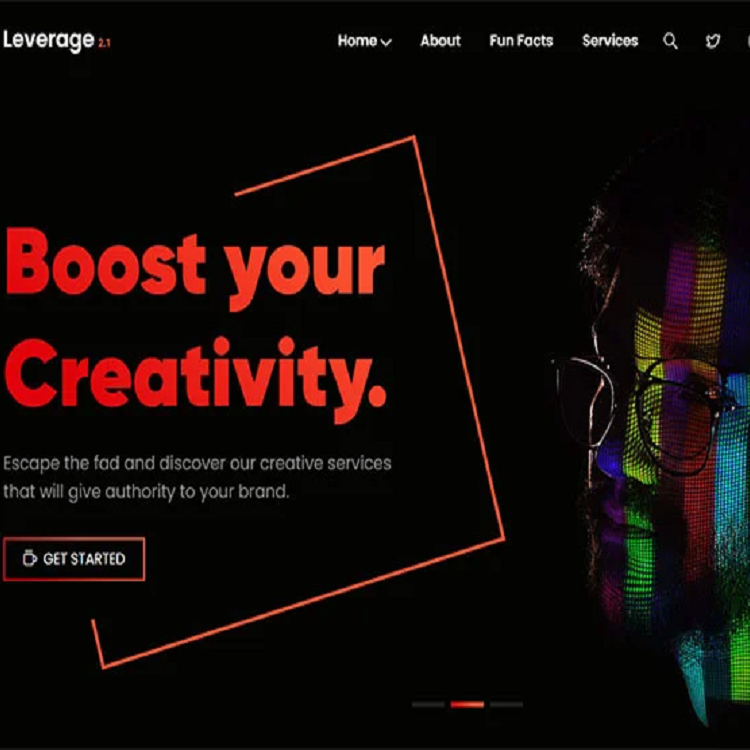 Leverage 2.1
Home About Fun Facts Services
Boost your
Creativity.
Escape the fad and discover our creative services
that will give authority to your brand.
GET STARTED